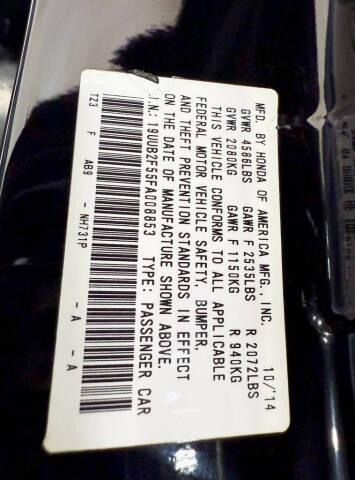 MFD. BY HONDA OF AMERICA MFG., INC. 10/'14
GVWR 4586LBS GAWR F 2535LBS R 2072LBS
GVWR 2080KG GAWR F 1150KG R 940KG
THIS VEHICLE CONFORMS TO ALL APPLICABLE
FEDERAL MOTOR VEHICLE SAFETY, BUMPER,
AND THEFT PREVENTION STANDARDS IN EFFECT
ON THE DATE OF MANUFACTURE SHOWN ABOVE.
.I.N.: 19UUB2F55FA008653 TYPE: PASSENGER CAR
TZ3 F AB9 -NH731P - A - A